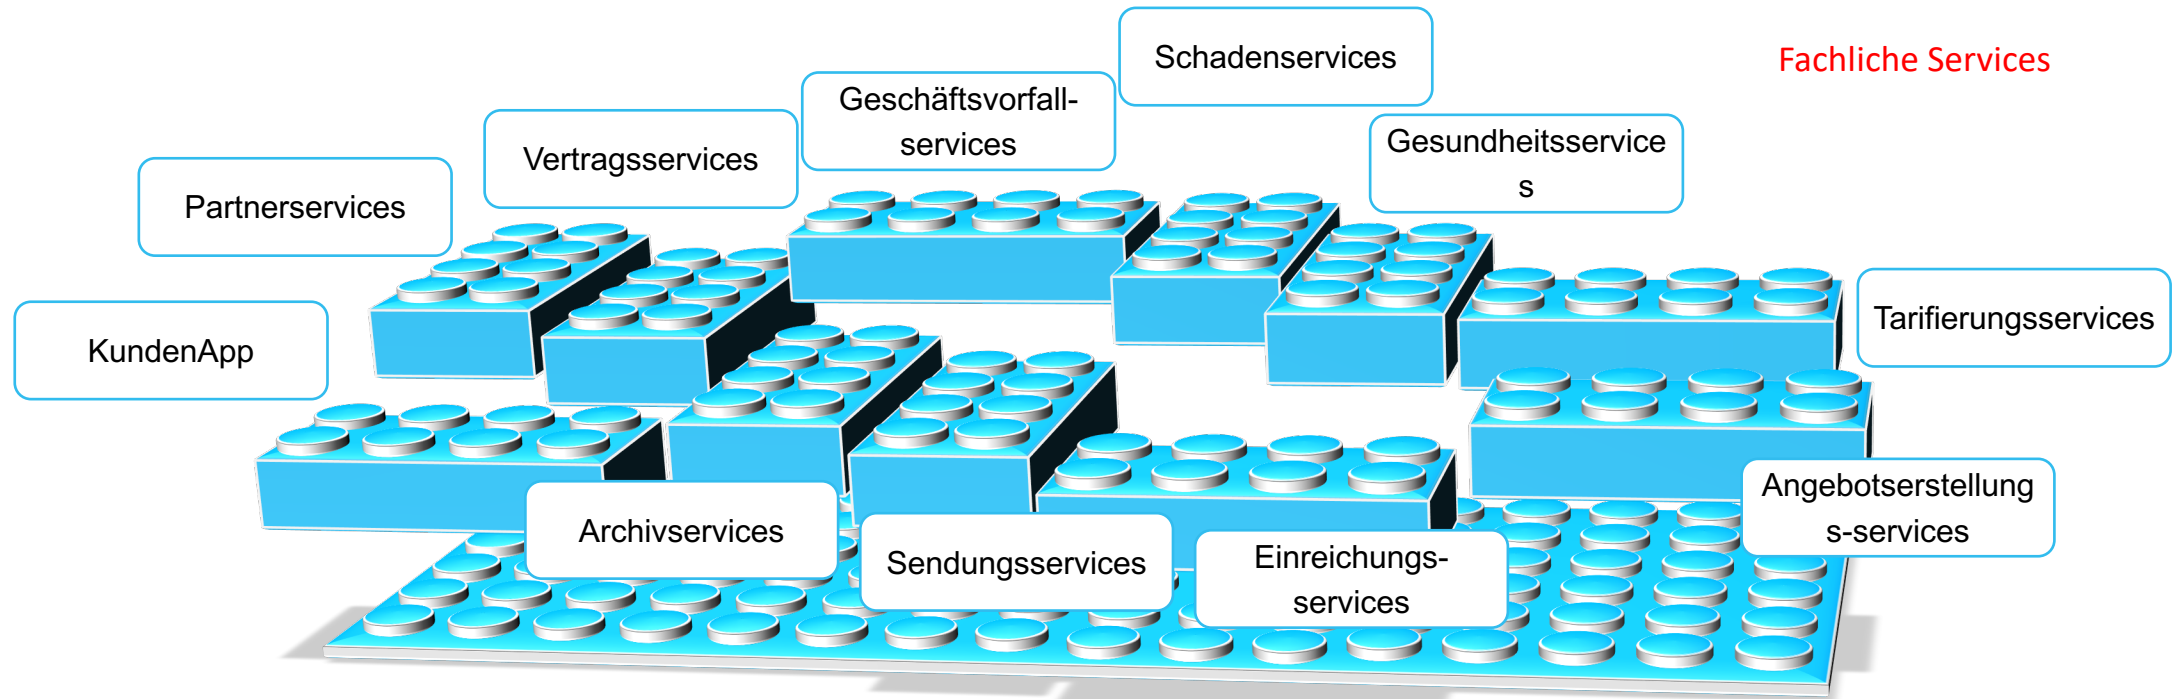 Schadenservices
Fachliche Services
Geschäftsvorfall-
services
Vertragsservices
Gesundheitsservice
s
Partnerservices
KundenApp
Tarifierungsservices
Archivservices
Sendungsservices
Einreichungs-
services
Angebotserstellung
s-services